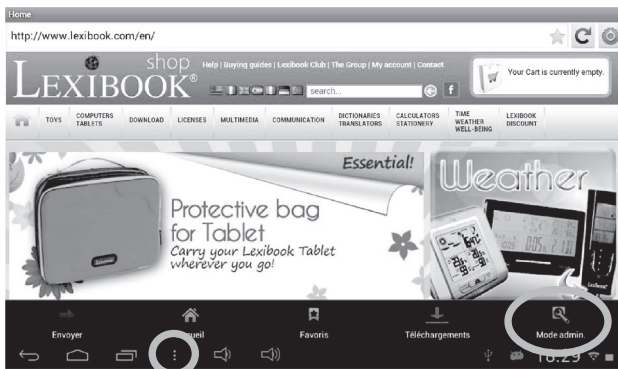 Home
http://www.lexibook.com/en/
LEXIBOOK® shop
Help | Buying guides | Lexibook Club | The Group | My account | Contact
search...
f
Your Cart is currently empty.
TOYS
COMPUTERS TABLETS
DOWNLOAD
LICENSES
MULTIMEDIA
COMMUNICATION
DICTIONARIES TRANSLATORS
CALCULATORS STATIONERY
TIME WEATHER WELL-BEING
LEXIBOOK DISCOUNT
Essential!
Protective bag
for Tablet
Carry your Lexibook Tablet
wherever you go!
Weather
Lexibook
Envoyer
Favoris
Téléchargements
Mode admin.
18:29